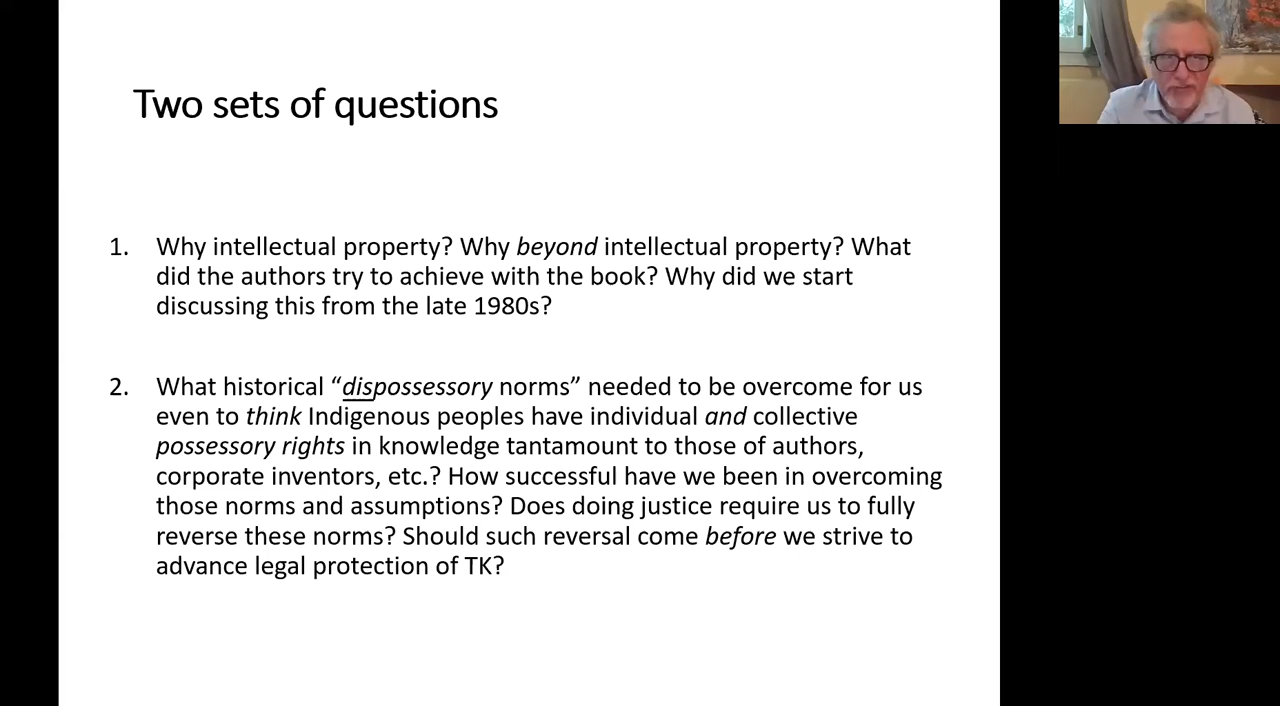 Two sets of questions
1. Why intellectual property? Why beyond intellectual property? What
did the authors try to achieve with the book? Why did we start
discussing this from the late 1980s?
2. What historical “dispossessory norms” needed to be overcome for us
even to think Indigenous peoples have individual and collective
possessory rights in knowledge tantamount to those of authors,
corporate inventors, etc.? How successful have we been in overcoming
those norms and assumptions? Does doing justice require us to fully
reverse these norms? Should such reversal come before we strive to
advance legal protection of TK?